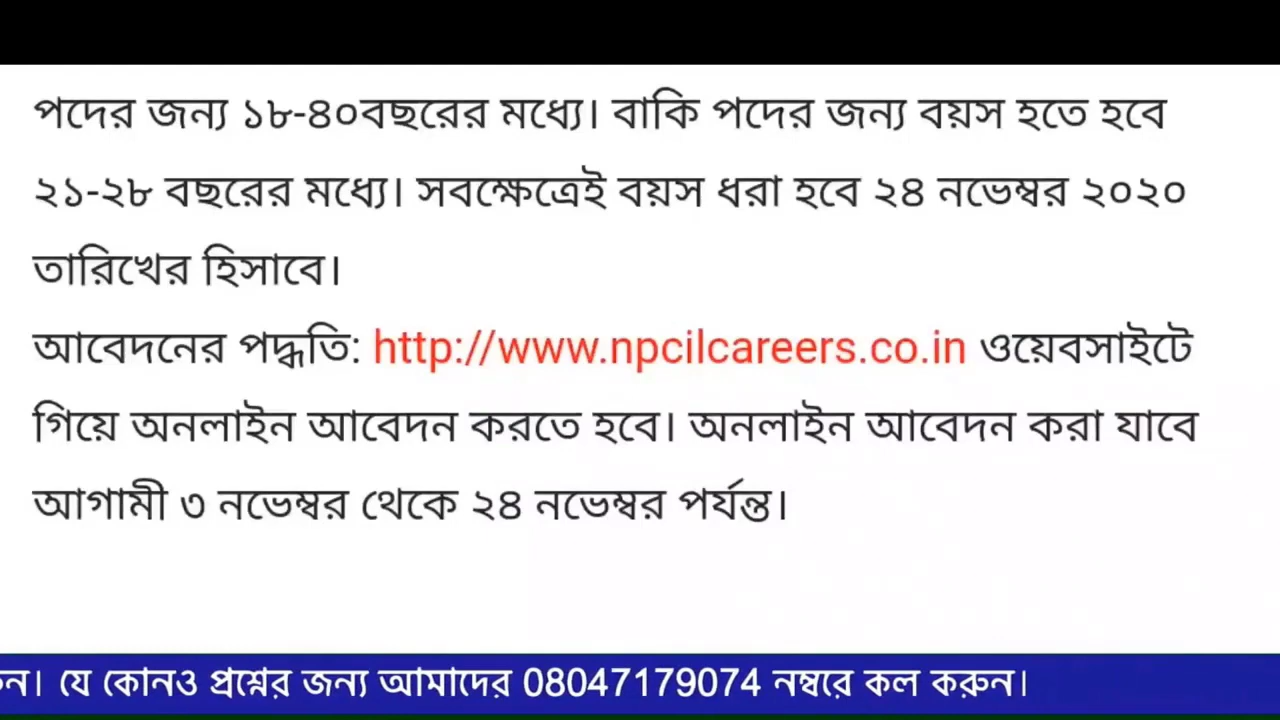 পদের জন্য ১৮-৪০বছরের মধ্যে। বাকি পদের জন্য বয়স হতে হবে
২১-২৮ বছরের মধ্যে। সবক্ষেত্রেই বয়স ধরা হবে ২৪ নভেম্বর ২০২০
তারিখের হিসাবে।
আবেদনের পদ্ধতি: http://www.npcilcareers.co.in ওয়েবসাইটে
গিয়ে অনলাইন আবেদন করতে হবে। অনলাইন আবেদন করা যাবে
আগামী ৩ নভেম্বর থেকে ২৪ নভেম্বর পর্যন্ত।
যে কোনও প্রশ্নের জন্য আমাদের 08047179074 নম্বরে কল করুন।